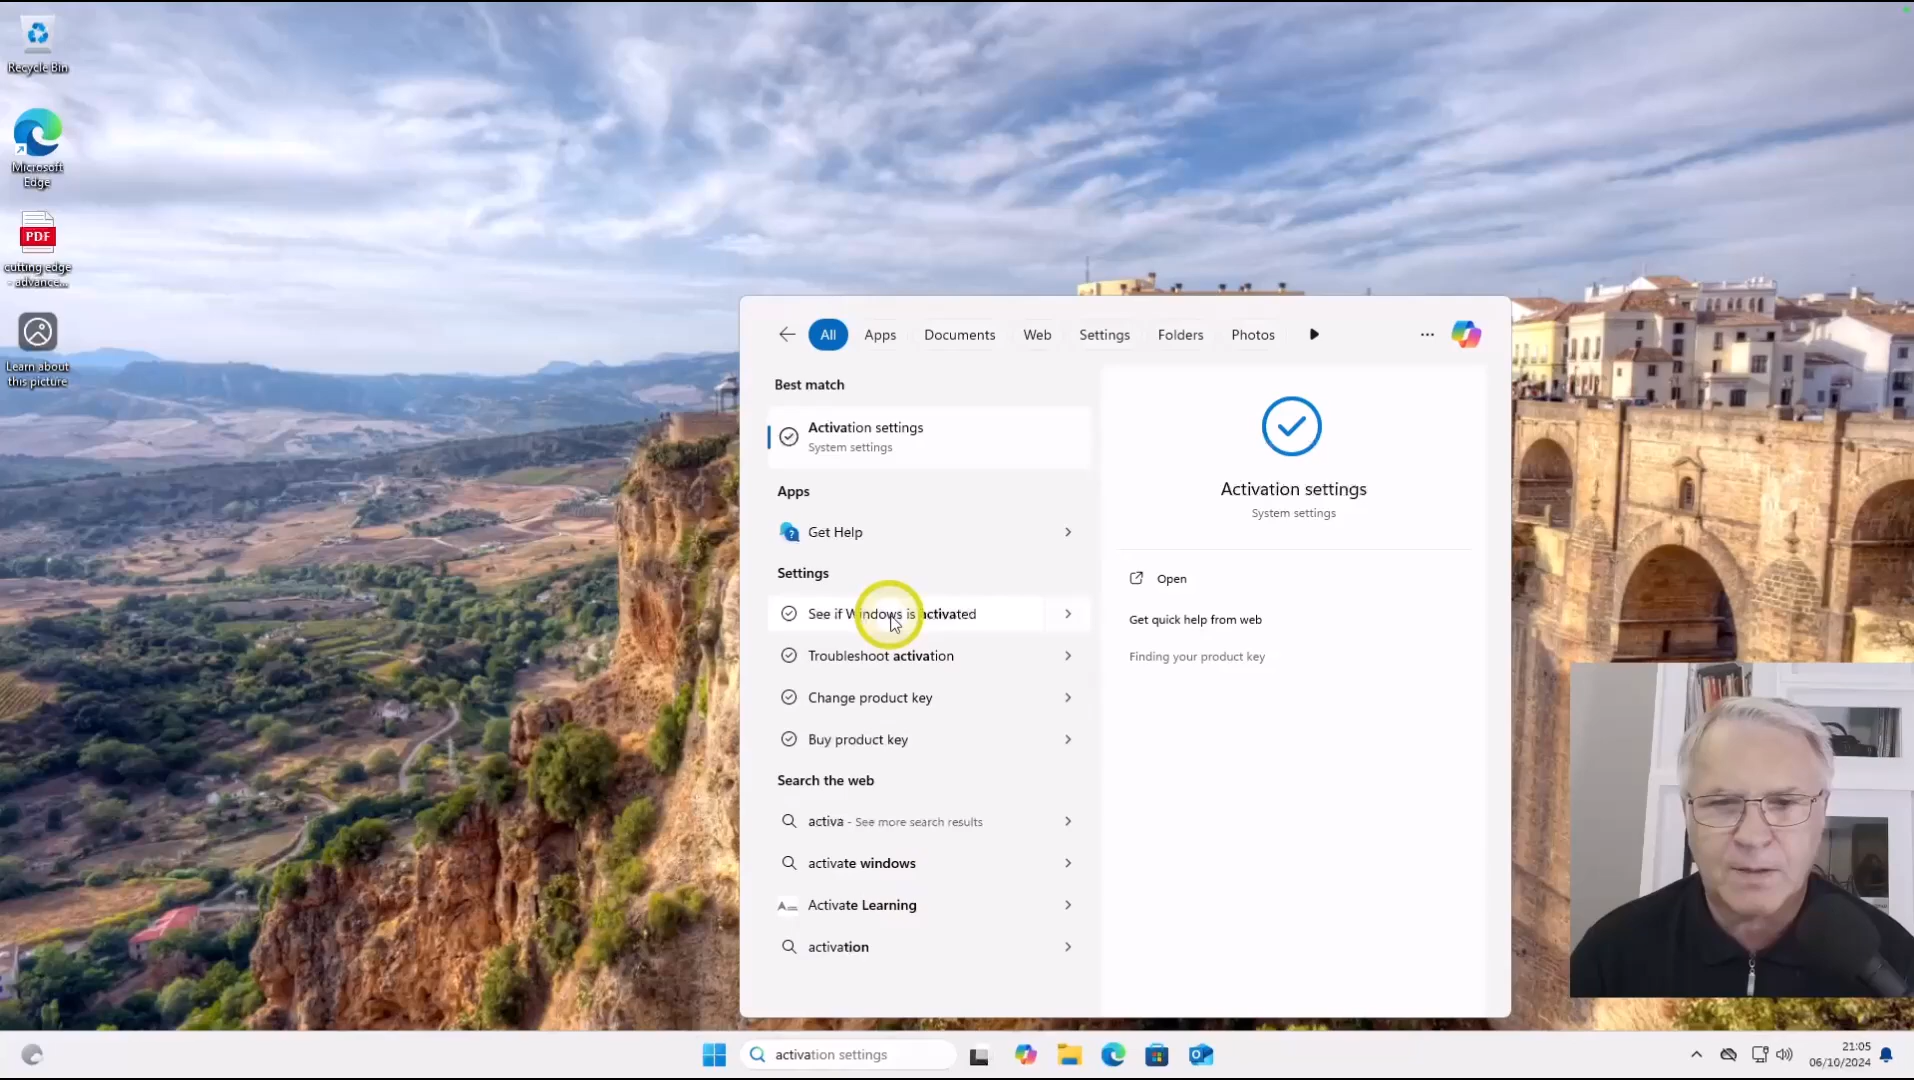 Recycle Bin
Microsoft
Edge
PDF
cutting edge
- advance...
Learn about
this picture
All Apps Documents Web Settings Folders Photos
Best match
Activation settings
System settings
Apps
Get Help
Settings
See if Windows is activated
Troubleshoot activation
Change product key
Buy product key
Search the web
activa - See more search results
activate windows
Activate Learning
activation
Activation settings
System settings
Open
Get quick help from web
Finding your product key
activation settings
21:05
06/10/2024